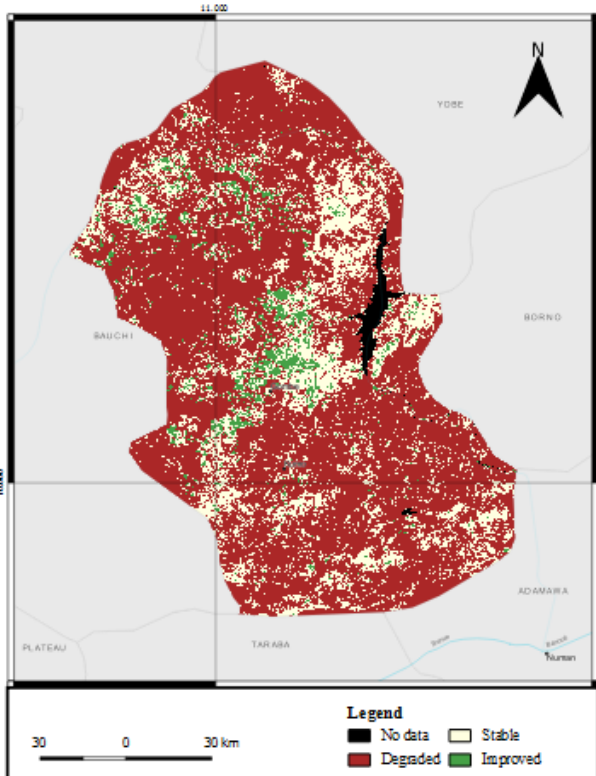 11.000
N
YOBE
BORNO
BAUCHI
ADAMAWA
PLATEAU
TARABA
Benue
Numan
Legend
30 0 30 km
No data Stable
Degraded Improved